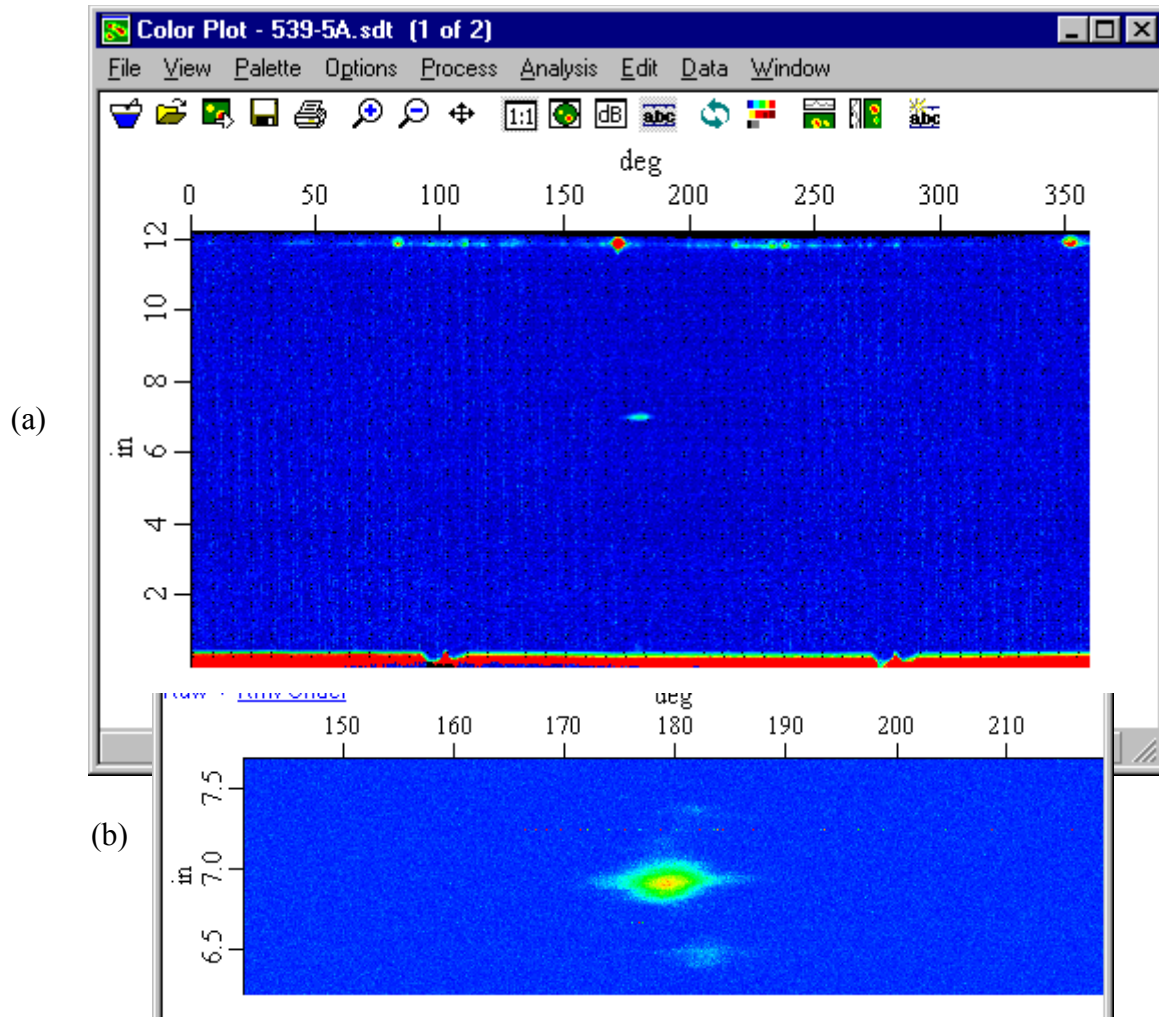 Color Plot - 539-5A.sdt (1 of 2)
File View Palette Options Process Analysis Edit Data Window
1:1 dB abc abc
deg
0 50 100 150 200 250 300 350
12
10
8
6
4
2
in
(a)
deg
150 160 170 180 190 200 210
7.5
7.0
6.5
in
(b)